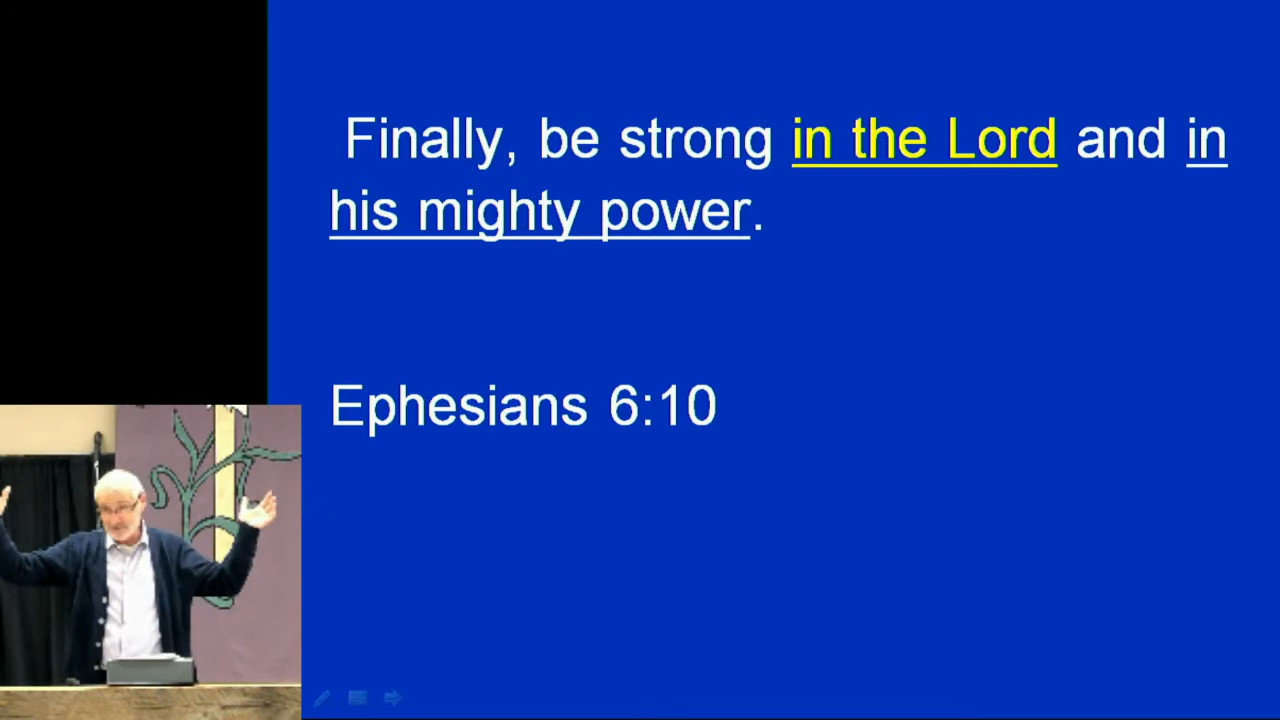 Finally, be strong in the Lord and in
his mighty power.
Ephesians 6:10